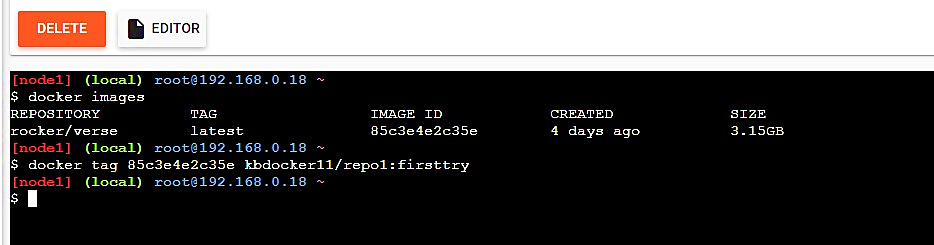 DELETE EDITOR
[node1] (local) root@192.168.0.18 ~
$ docker images
REPOSITORY TAG IMAGE ID CREATED SIZE
rocker/verse latest 85c3e4e2c35e 4 days ago 3.15GB
[node1] (local) root@192.168.0.18 ~
$ docker tag 85c3e4e2c35e kbdocker11/repo1:firsttry
[node1] (local) root@192.168.0.18 ~
$